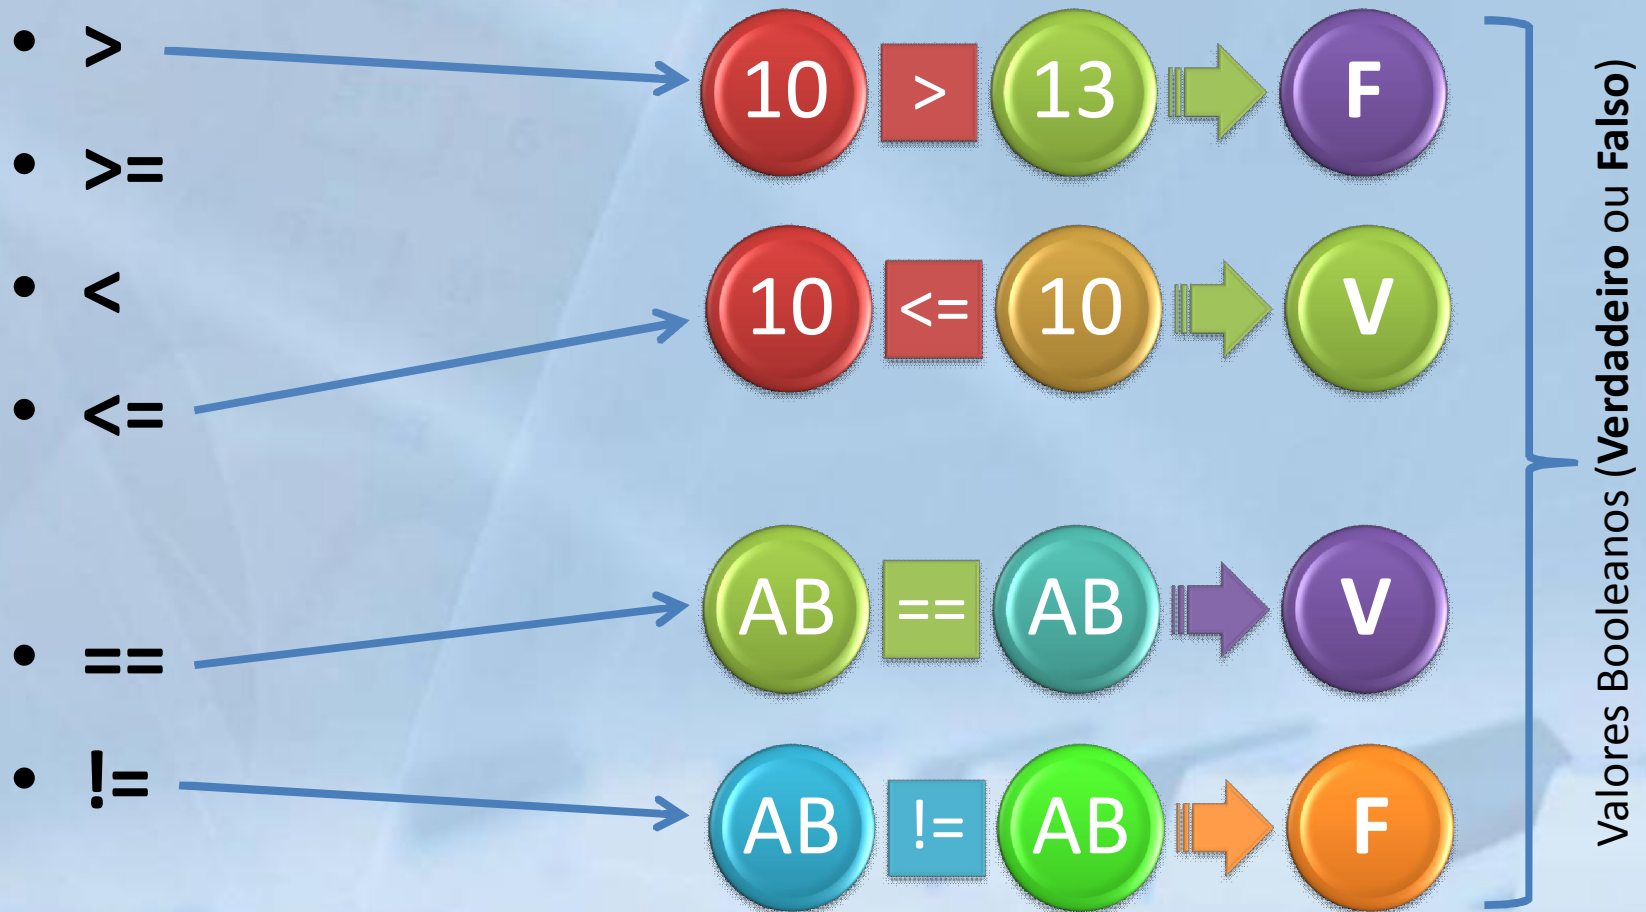 • >
• >=
• <
• <=
• ==
• !=
10 > 13 F
10 <= 10 V
AB == AB V
AB != AB F
Valores Booleanos (Verdadeiro ou Falso)